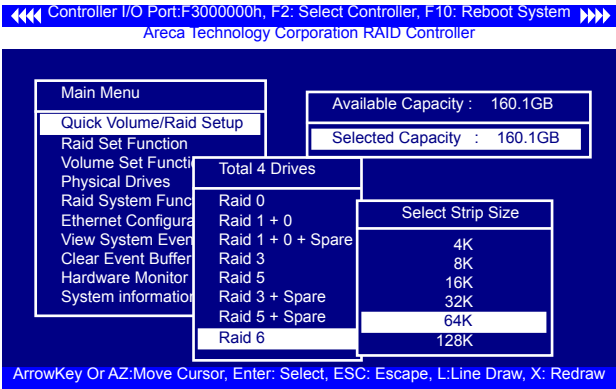 Controller I/O Port:F3000000h, F2: Select Controller, F10: Reboot System
Areca Technology Corporation RAID Controller
Main Menu
Quick Volume/Raid Setup
Raid Set Function
Volume Set Functi
Physical Drives
Raid System Func
Ethernet Configura
View System Even
Clear Event Buffer
Hardware Monitor
System information
Available Capacity : 160.1GB
Selected Capacity : 160.1GB
Total 4 Drives
Raid 0
Raid 1 + 0
Raid 1 + 0 + Spare
Raid 3
Raid 5
Raid 3 + Spare
Raid 5 + Spare
Raid 6
Select Strip Size
4K
8K
16K
32K
64K
128K
ArrowKey Or AZ:Move Cursor, Enter: Select, ESC: Escape, L:Line Draw, X: Redraw